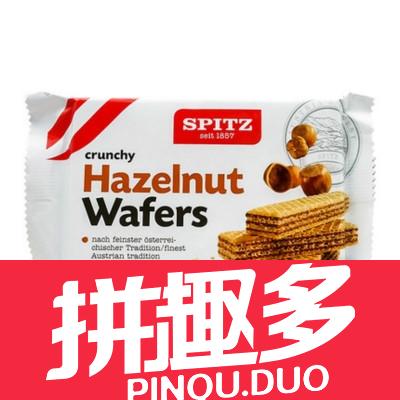 SPITZ
seit 1857
crunchy
Hazelnut
Wafers
nach feinster österrei-
chischer Tradition/finest
Austrian tradition
SPITZ
拼趣多
PINQU.DUO